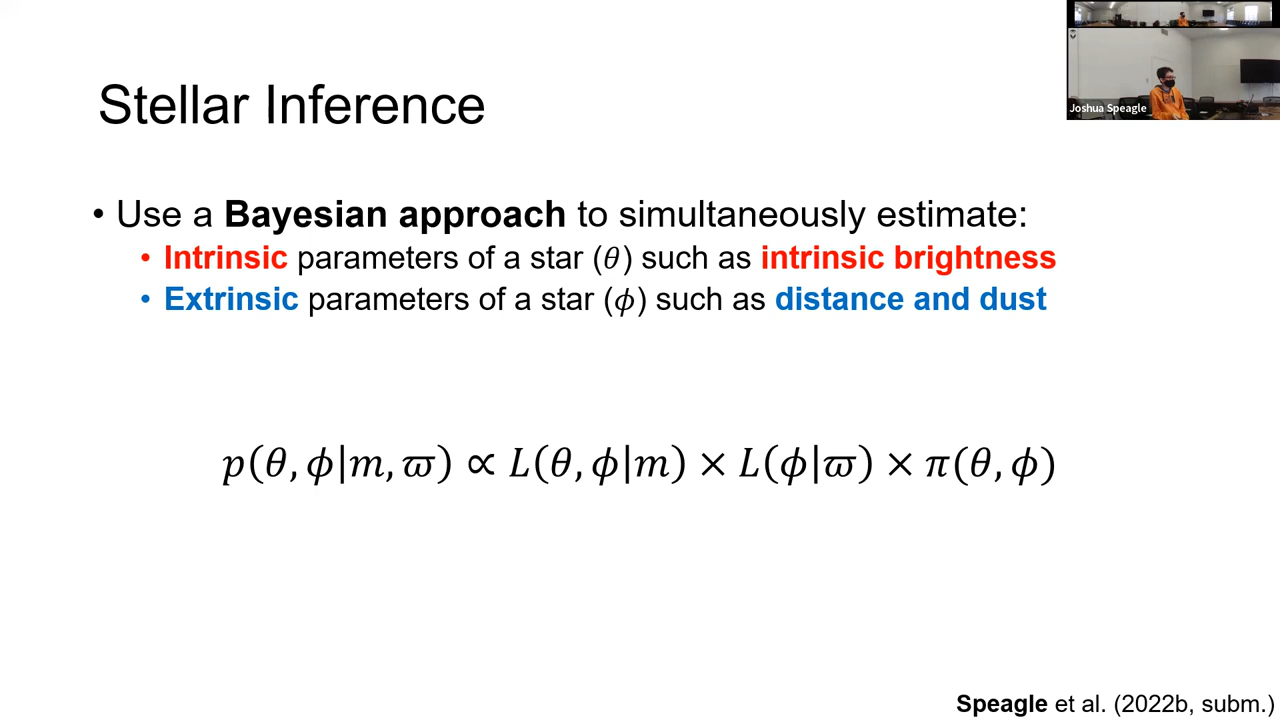 Joshua Speagle
Stellar Inference
• Use a Bayesian approach to simultaneously estimate:
• Intrinsic parameters of a star (θ) such as intrinsic brightness
• Extrinsic parameters of a star (ϕ) such as distance and dust
p(θ, ϕ|m, ϖ) ∝ L(θ, ϕ|m) × L(ϕ|ϖ) × π(θ, ϕ)
Speagle et al. (2022b, subm.)